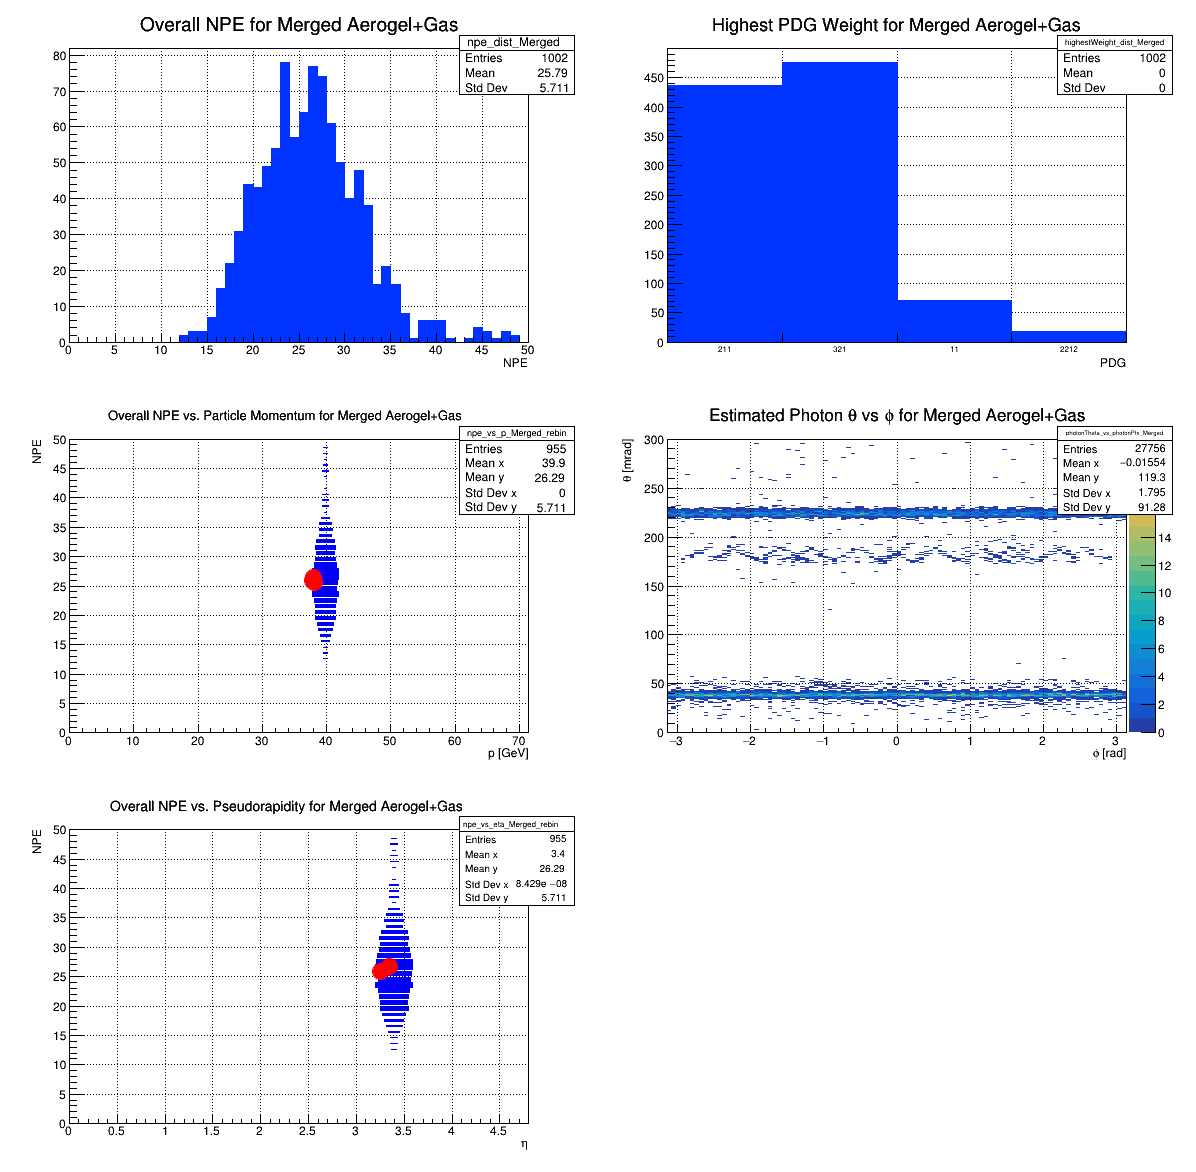 Overall NPE for Merged Aerogel+Gas
npe_dist_Merged
Entries 1002
Mean 25.79
Std Dev 5.711
80
70
60
50
40
30
20
10
0
0 5 10 15 20 25 30 35 40 45 50
NPE
Highest PDG Weight for Merged Aerogel+Gas
highestWeight_dist_Merged
Entries 1002
Mean 0
Std Dev 0
450
400
350
300
250
200
150
100
50
0
211 321 11 2212
PDG
Overall NPE vs. Particle Momentum for Merged Aerogel+Gas
npe_vs_p_Merged_rebin
Entries 955
Mean x 39.9
Mean y 26.29
Std Dev x 0
Std Dev y 5.711
NPE
50
45
40
35
30
25
20
15
10
5
0
0 10 20 30 40 50 60 70
p [GeV]
Estimated Photon θ vs ϕ for Merged Aerogel+Gas
photonTheta_vs_photonPhi_Merged
Entries 27756
Mean x −0.01554
Mean y 119.3
Std Dev x 1.795
Std Dev y 91.28
θ [mrad]
300
250
200
150
100
50
0
−3 −2 −1 0 1 2 3
ϕ [rad]
14
12
10
8
6
4
2
0
Overall NPE vs. Pseudorapidity for Merged Aerogel+Gas
npe_vs_eta_Merged_rebin
Entries 955
Mean x 3.4
Mean y 26.29
Std Dev x 8.429e −08
Std Dev y 5.711
NPE
50
45
40
35
30
25
20
15
10
5
0
0 0.5 1 1.5 2 2.5 3 3.5 4 4.5
η